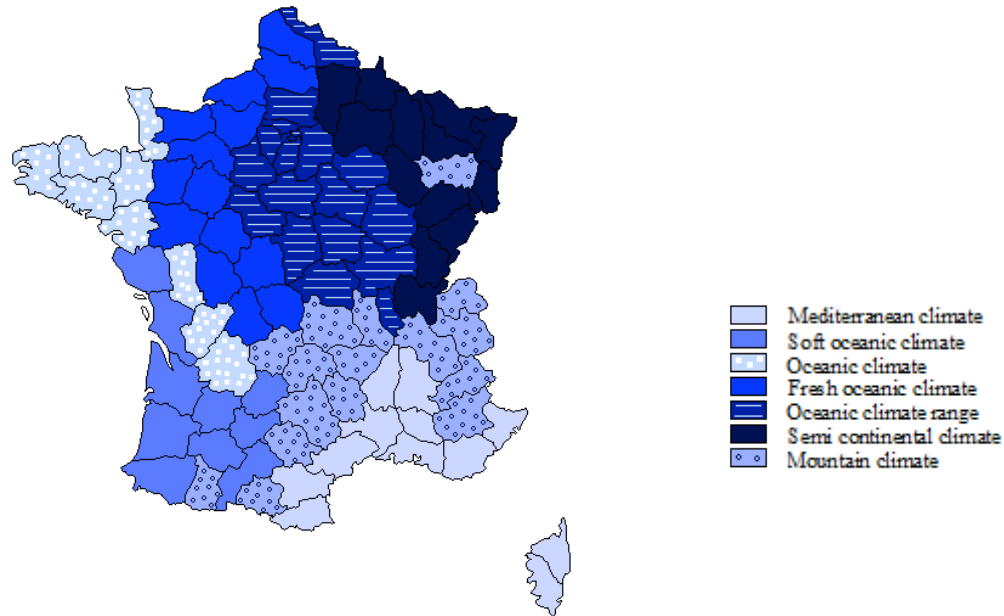 Mediterranean climate
Soft oceanic climate
Oceanic climate
Fresh oceanic climate
Oceanic climate range
Semi continental climate
Mountain climate